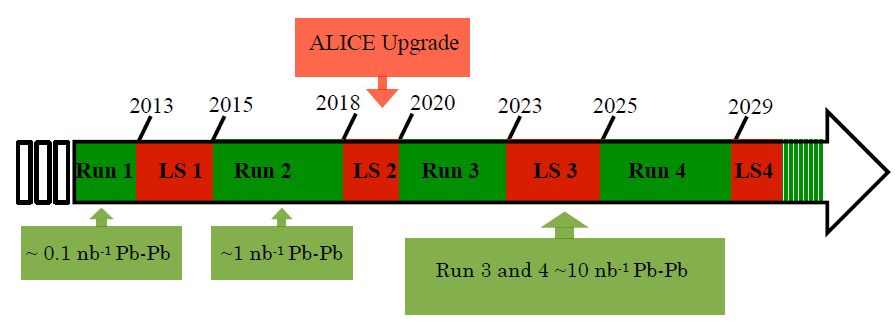 ALICE Upgrade
2013 2015 2018 2020 2023 2025 2029
Run 1 LS 1 Run 2 LS 2 Run 3 LS 3 Run 4 LS4
~ 0.1 nb⁻¹ Pb-Pb ~1 nb⁻¹ Pb-Pb
Run 3 and 4 ~10 nb⁻¹ Pb-Pb